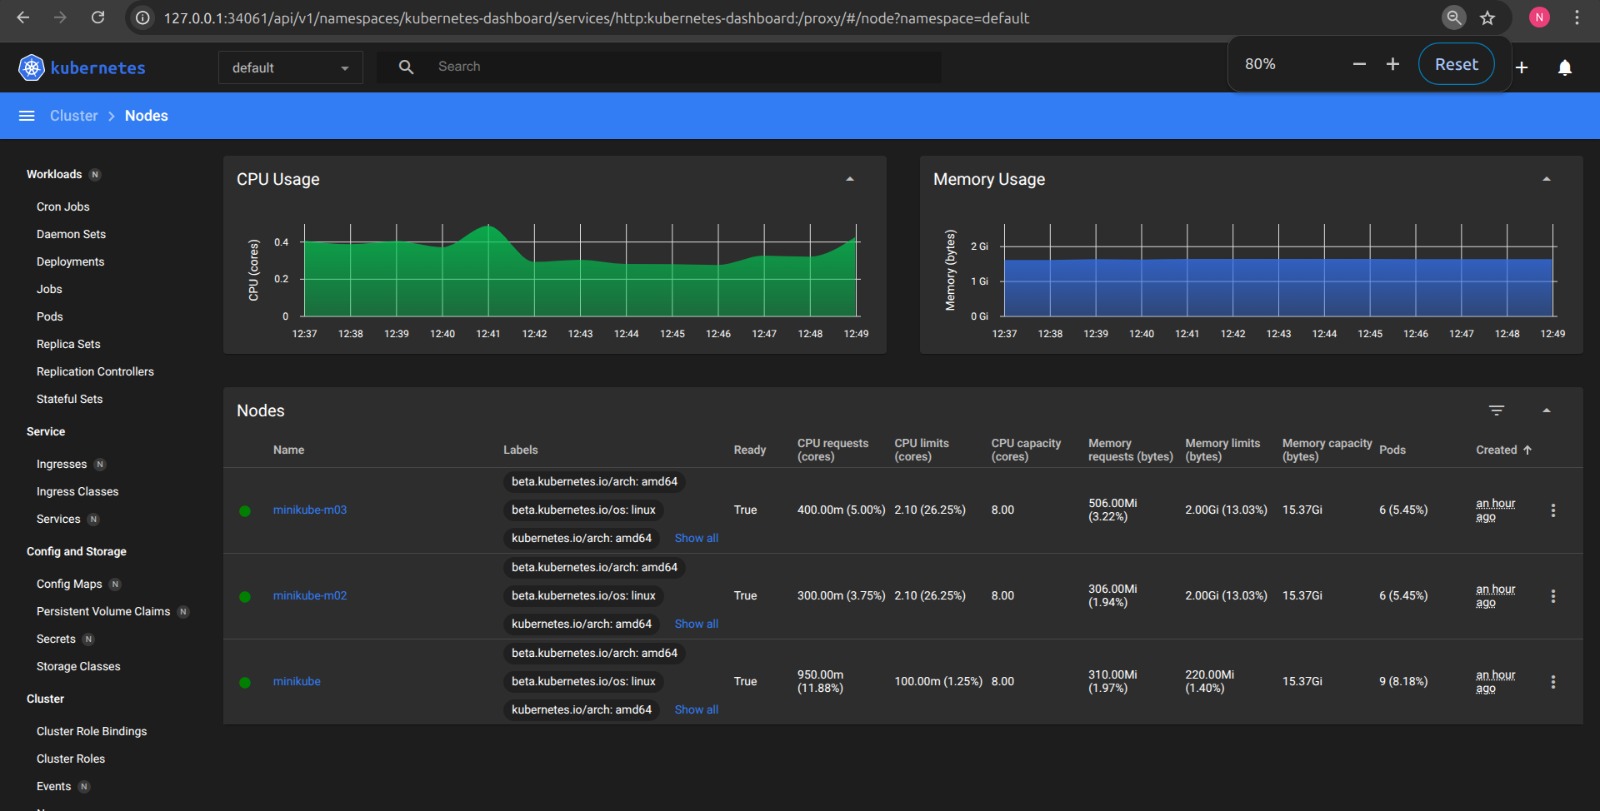 127.0.0.1:34061/api/v1/namespaces/kubernetes-dashboard/services/http:kubernetes-dashboard:/proxy/#/node?namespace=default
N
kubernetes
default
Search
80%
Reset
Cluster
Nodes
Workloads N
Cron Jobs
Daemon Sets
Deployments
Jobs
Pods
Replica Sets
Replication Controllers
Stateful Sets
Service
Ingresses N
Ingress Classes
Services N
Config and Storage
Config Maps N
Persistent Volume Claims N
Secrets N
Storage Classes
Cluster
Cluster Role Bindings
Cluster Roles
Events N
CPU Usage
CPU (cores)
0.4
0.2
0
12:37 12:38 12:39 12:40 12:41 12:42 12:43 12:44 12:45 12:46 12:47 12:48 12:49
Memory Usage
Memory (bytes)
2 Gi
1 Gi
0 Gi
12:37 12:38 12:39 12:40 12:41 12:42 12:43 12:44 12:45 12:46 12:47 12:48 12:49
Nodes
Name
Labels
Ready
CPU requests
(cores)
CPU limits
(cores)
CPU capacity
(cores)
Memory
requests (bytes)
Memory limits
(bytes)
Memory capacity
(bytes)
Pods
Created
minikube-m03
beta.kubernetes.io/arch: amd64
beta.kubernetes.io/os: linux
kubernetes.io/arch: amd64
Show all
True
400.00m (5.00%)
2.10 (26.25%)
8.00
506.00Mi
(3.22%)
2.00Gi (13.03%)
15.37Gi
6 (5.45%)
an hour
ago
minikube-m02
beta.kubernetes.io/arch: amd64
beta.kubernetes.io/os: linux
kubernetes.io/arch: amd64
Show all
True
300.00m (3.75%)
2.10 (26.25%)
8.00
306.00Mi
(1.94%)
2.00Gi (13.03%)
15.37Gi
6 (5.45%)
an hour
ago
minikube
beta.kubernetes.io/arch: amd64
beta.kubernetes.io/os: linux
kubernetes.io/arch: amd64
Show all
True
950.00m
(11.88%)
100.00m (1.25%)
8.00
310.00Mi
(1.97%)
220.00Mi
(1.40%)
15.37Gi
9 (8.18%)
an hour
ago